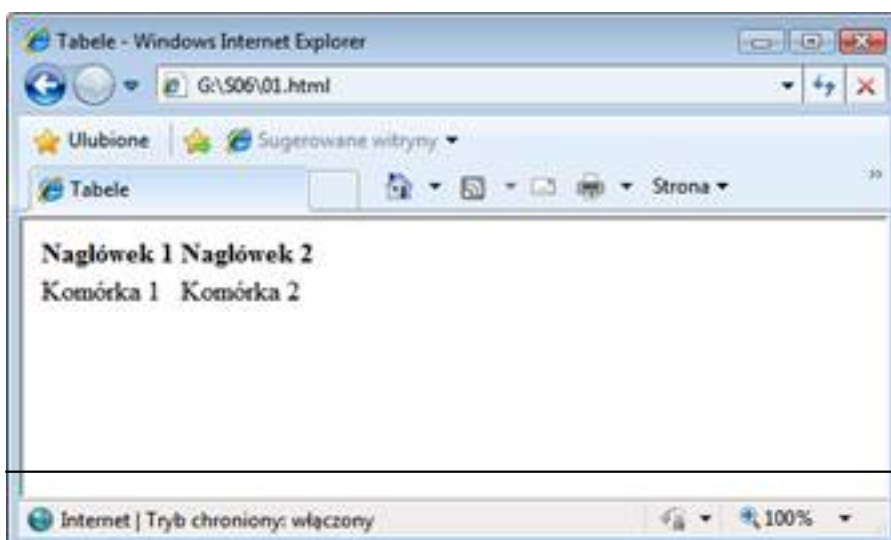 Tabele - Windows Internet Explorer
G:\S06\01.html
Ulubione Sugerowane witryny
Tabele Strona
Nagłówek 1 Nagłówek 2
Komórka 1 Komórka 2
Internet | Tryb chroniony: włączony 100%